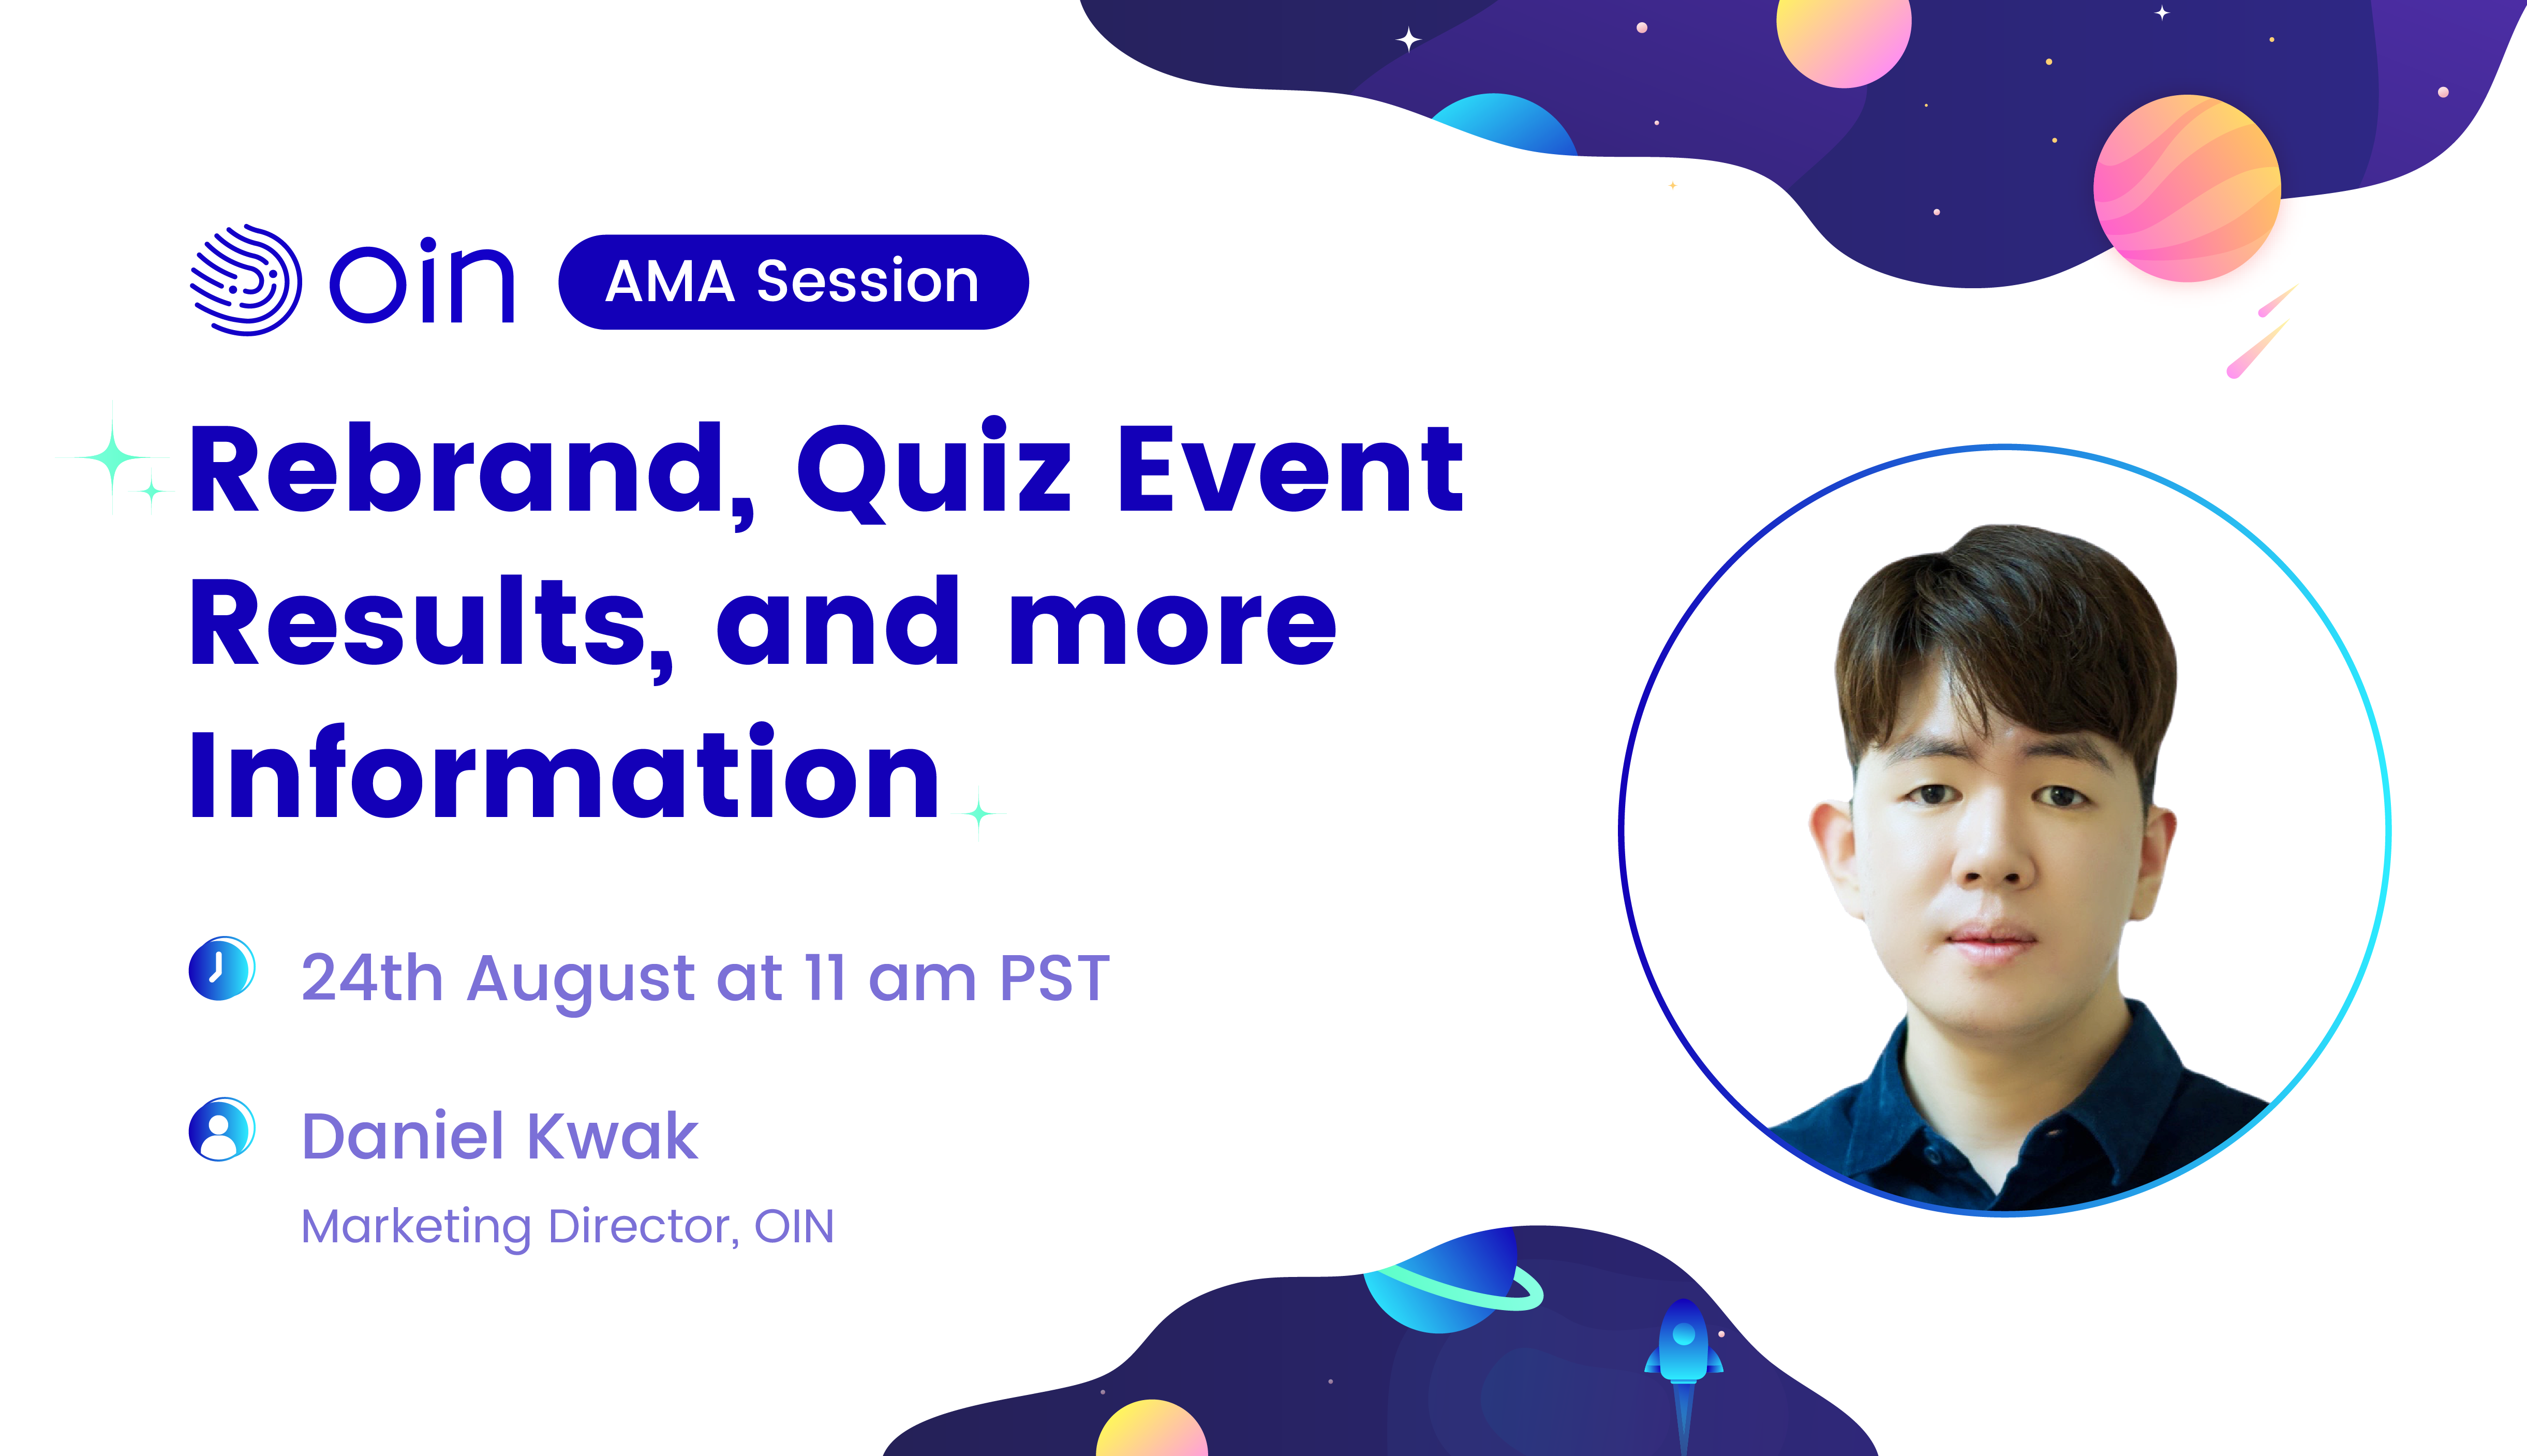 oin AMA Session
Rebrand, Quiz Event
Results, and more
Information
24th August at 11 am PST
Daniel Kwak
Marketing Director, OIN